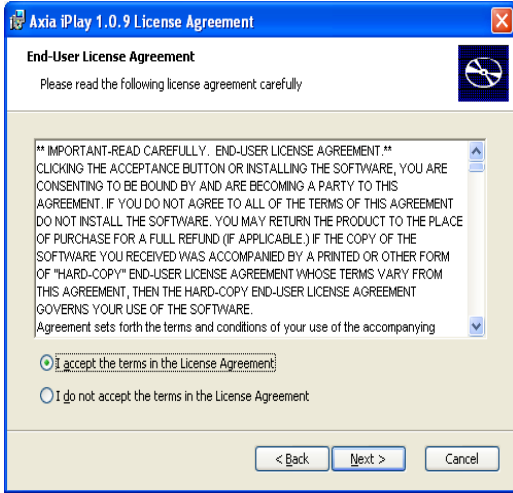 Axia iPlay 1.0.9 License Agreement
End-User License Agreement
Please read the following license agreement carefully
** IMPORTANT-READ CAREFULLY. END-USER LICENSE AGREEMENT.**
CLICKING THE ACCEPTANCE BUTTON OR INSTALLING THE SOFTWARE, YOU ARE
CONSENTING TO BE BOUND BY AND ARE BECOMING A PARTY TO THIS
AGREEMENT. IF YOU DO NOT AGREE TO ALL OF THE TERMS OF THIS AGREEMENT
DO NOT INSTALL THE SOFTWARE. YOU MAY RETURN THE PRODUCT TO THE PLACE
OF PURCHASE FOR A FULL REFUND (IF APPLICABLE.) IF THE COPY OF THE
SOFTWARE YOU RECEIVED WAS ACCOMPANIED BY A PRINTED OR OTHER FORM
OF "HARD-COPY" END-USER LICENSE AGREEMENT WHOSE TERMS VARY FROM
THIS AGREEMENT, THEN THE HARD-COPY END-USER LICENSE AGREEMENT
GOVERNS YOUR USE OF THE SOFTWARE.
Agreement sets forth the terms and conditions of your use of the accompanying
I accept the terms in the License Agreement
I do not accept the terms in the License Agreement
< Back Next > Cancel